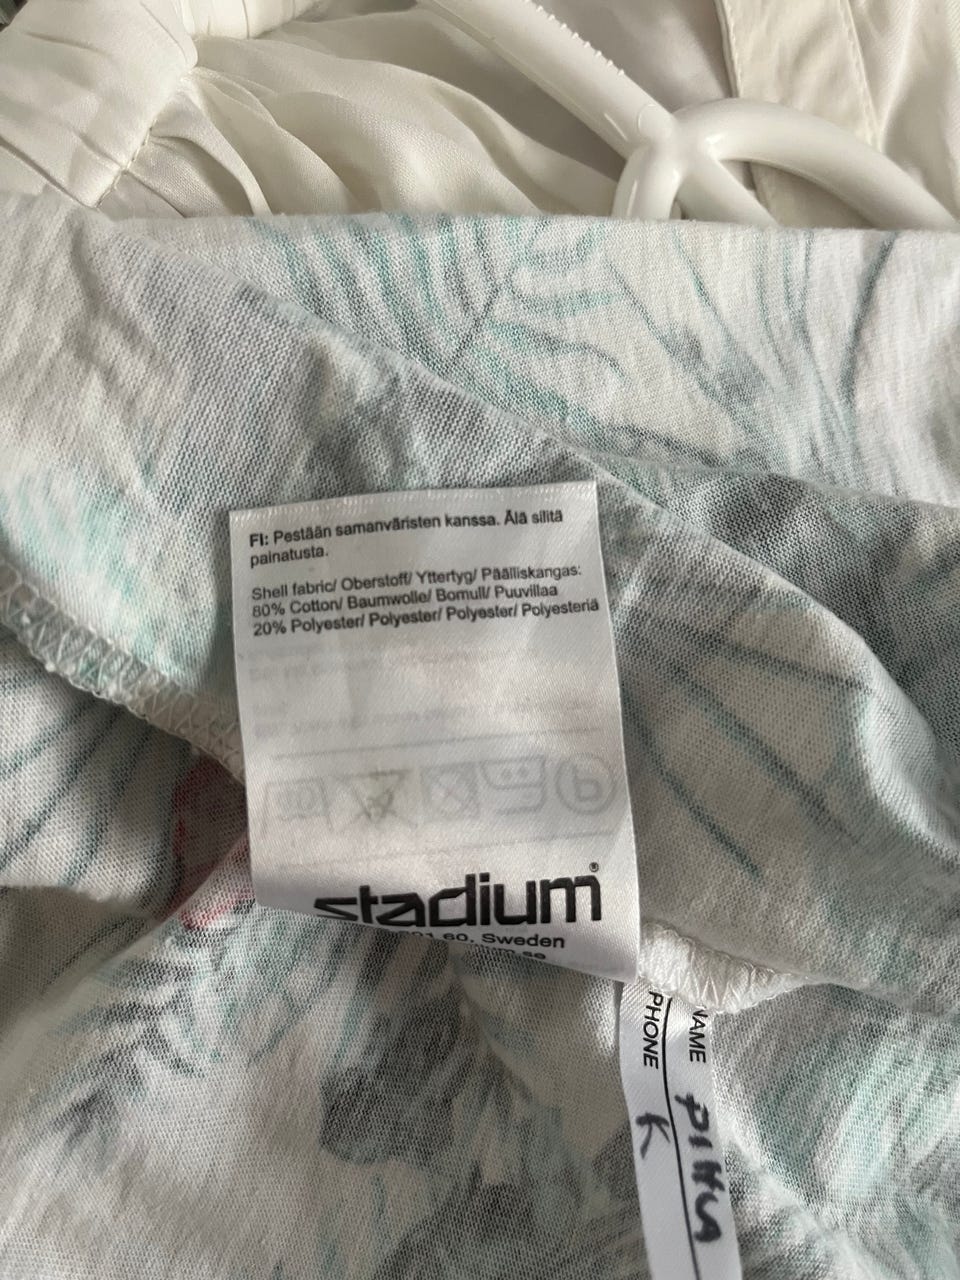 FI: Pestään samanväristen kanssa. Älä silitä
painatusta.
Shell fabric/ Oberstoff/ Yttertyg/ Päälliskangas:
80% Cotton/ Baumwolle/ Bomull/ Puuvillaa
20% Polyester/ Polyester/ Polyester/ Polyesteriä
stadium®
60, Sweden
NAME
PHONE K